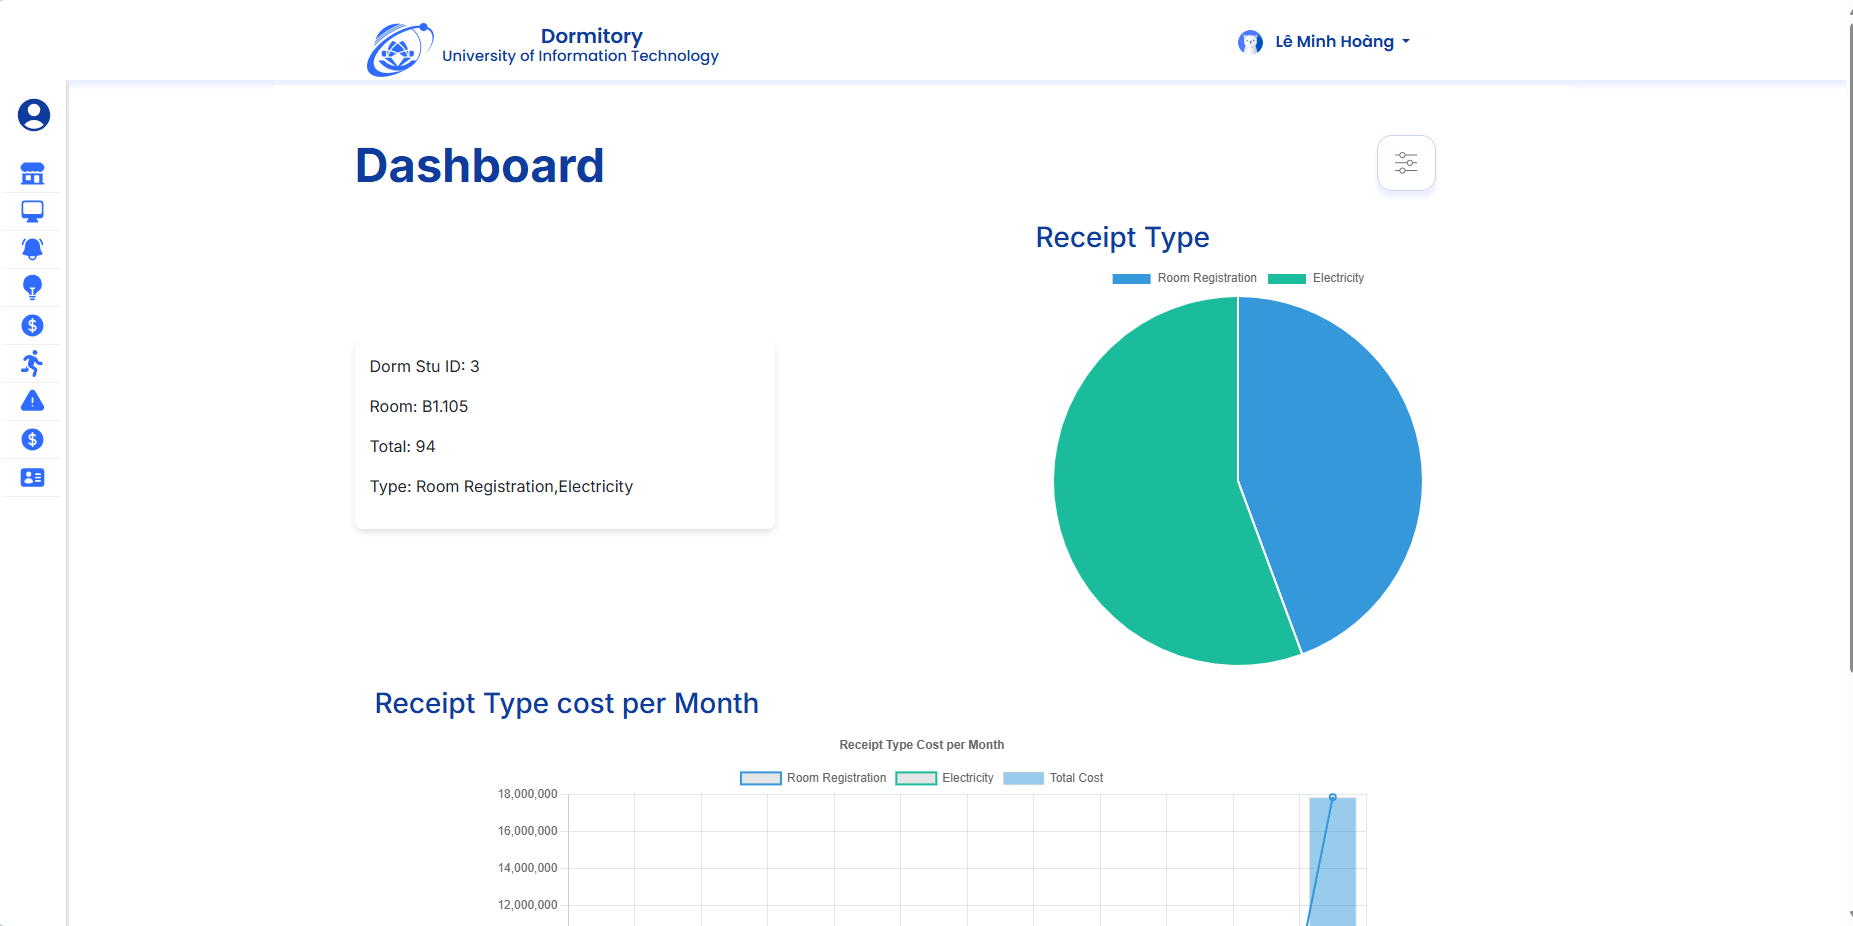 Dormitory
University of Information Technology
Lê Minh Hoàng
Dashboard
Receipt Type
Room Registration Electricity
Dorm Stu ID: 3
Room: B1.105
Total: 94
Type: Room Registration,Electricity
Receipt Type cost per Month
Receipt Type Cost per Month
Room Registration Electricity Total Cost
18,000,000
16,000,000
14,000,000
12,000,000